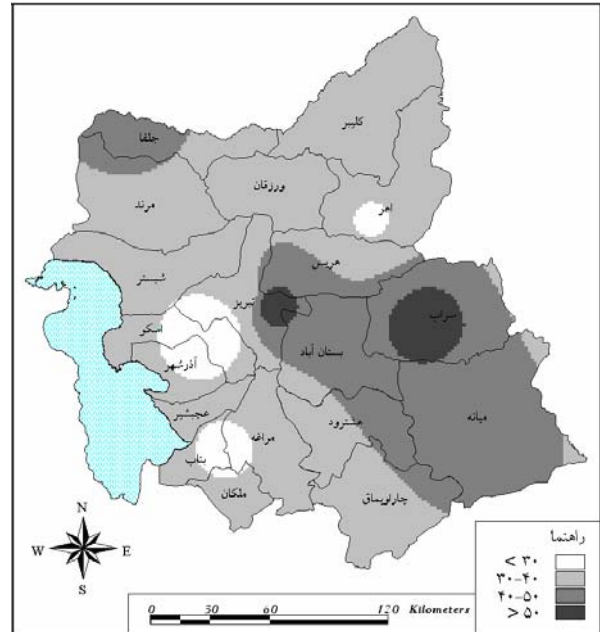 کلیبر
جلفا
ورزقان
مرند
اهر
هریس
شبستر
تبریز
سراب
اسکو
بستان آباد
آذرشهر
میانه
عجبشیر
هشترود
مراغه
بناب
ملکان
چاراویماق
N
W E
S
راهنما
< ۳۰
۳۰-۴۰
۴۰-۵۰
> ۵۰
0 30 60 120 Kilometers